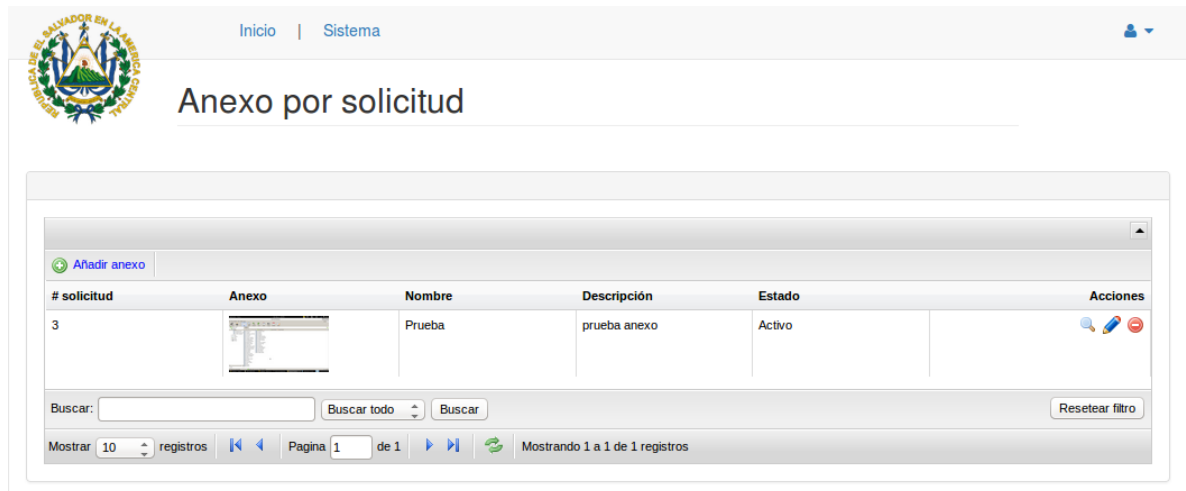 REPUBLICA DE EL SALVADOR EN LA AMERICA CENTRAL
Inicio | Sistema
Anexo por solicitud
Añadir anexo
# solicitud Anexo Nombre Descripción Estado Acciones
3 Prueba prueba anexo Activo
Buscar: Buscar todo Buscar Resetear filtro
Mostrar 10 registros Pagina 1 de 1 Mostrando 1 a 1 de 1 registros